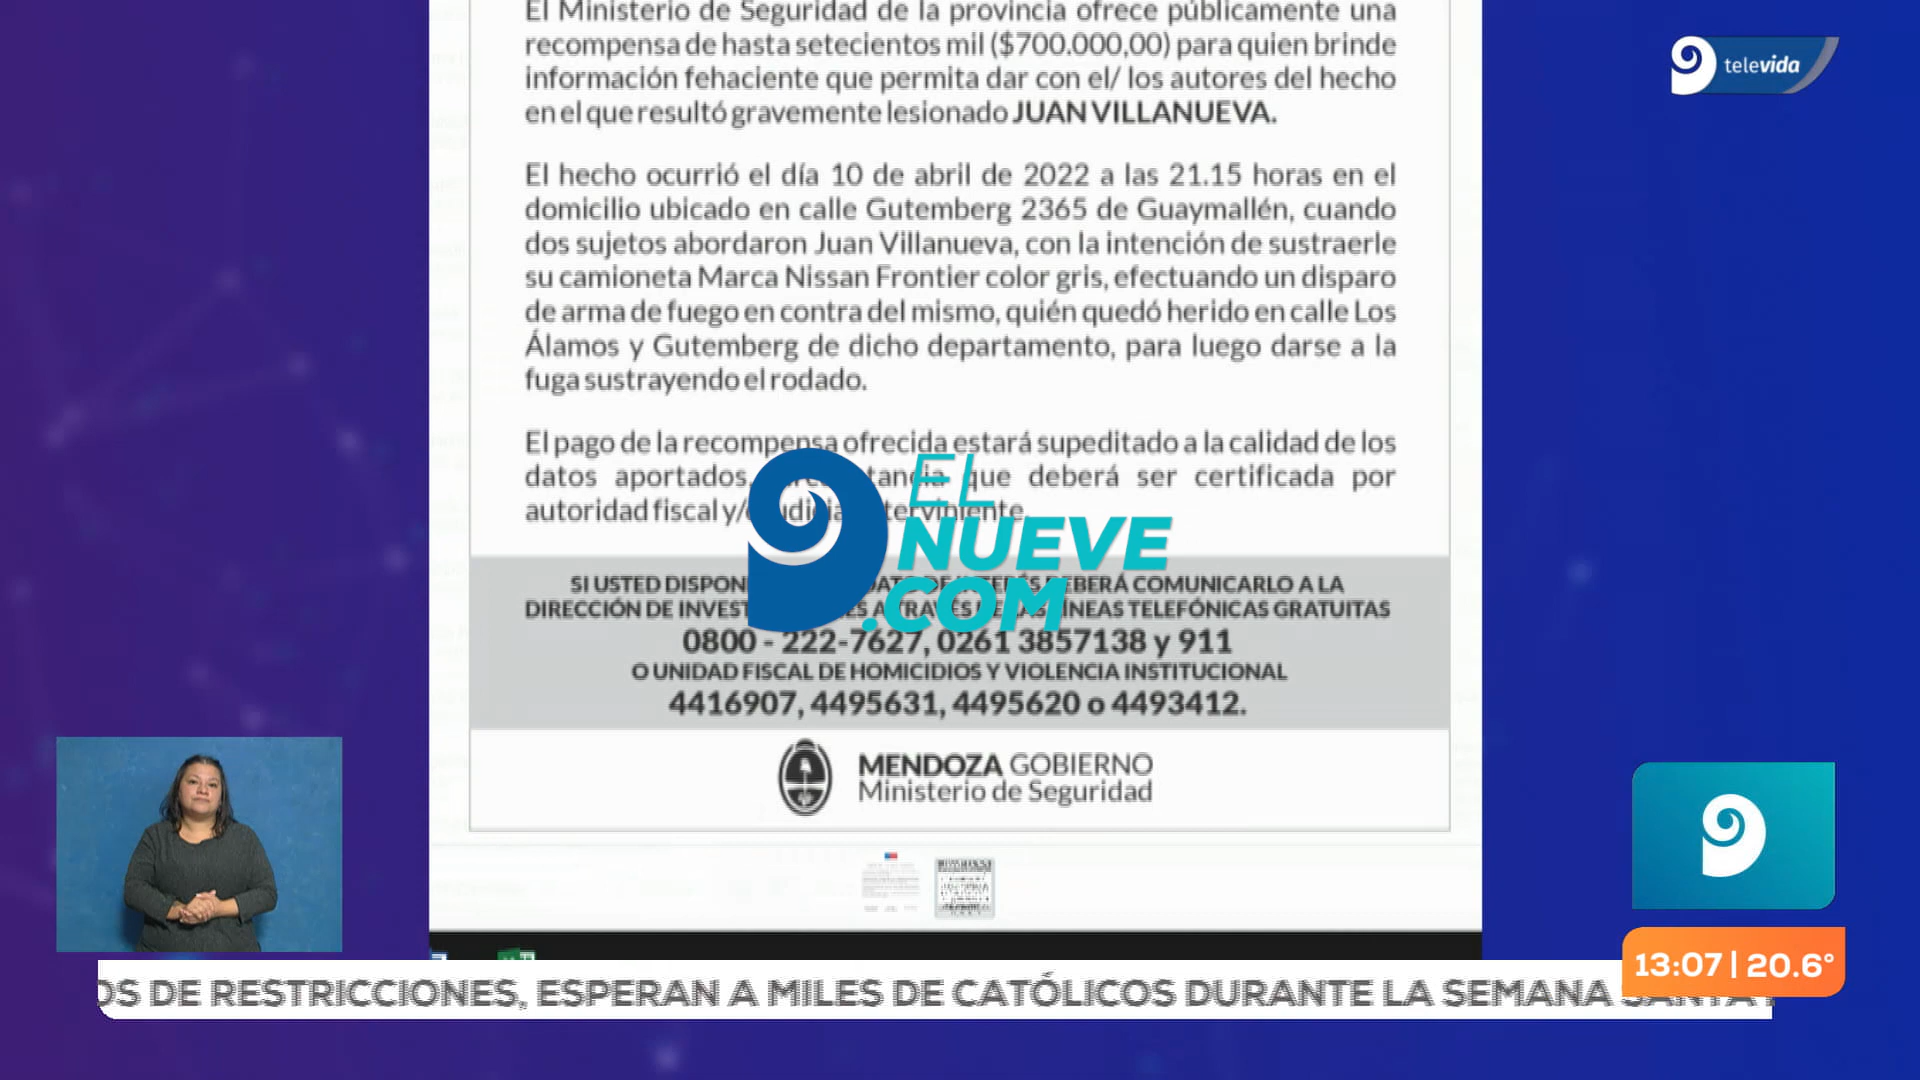 El Ministerio de Seguridad de la provincia ofrece públicamente una
recompensa de hasta setecientos mil ($700.000,00) para quien brinde
información fehaciente que permita dar con el/ los autores del hecho
en el que resultó gravemente lesionado JUAN VILLANUEVA.
televida
El hecho ocurrió el día 10 de abril de 2022 a las 21.15 horas en el
domicilio ubicado en calle Gutemberg 2365 de Guaymallén, cuando
dos sujetos abordaron Juan Villanueva, con la intención de sustraerle
su camioneta Marca Nissan Frontier color gris, efectuando un disparo
de arma de fuego en contra del mismo, quién quedó herido en calle Los
Álamos y Gutemberg de dicho departamento, para luego darse a la
fuga sustrayendo el rodado.
El pago de la recompensa ofrecida estará supeditado a la calidad de los
datos aportados, que deberá ser certificada por
autoridad fiscal y/
EL
NUEVE
.COM
SI USTED DISPON DE INTERÉS DEBERÁ COMUNICARLO A LA
DIRECCIÓN DE INVEST A TRAVÉS DE LAS LÍNEAS TELEFÓNICAS GRATUITAS
0800 - 222-7627, 0261 3857138 y 911
O UNIDAD FISCAL DE HOMICIDIOS Y VIOLENCIA INSTITUCIONAL
4416907, 4495631, 4495620 o 4493412.
MENDOZA GOBIERNO
Ministerio de Seguridad
13:07 | 20.6°
OS DE RESTRICCIONES, ESPERAN A MILES DE CATÓLICOS DURANTE LA SEMANA SANTA